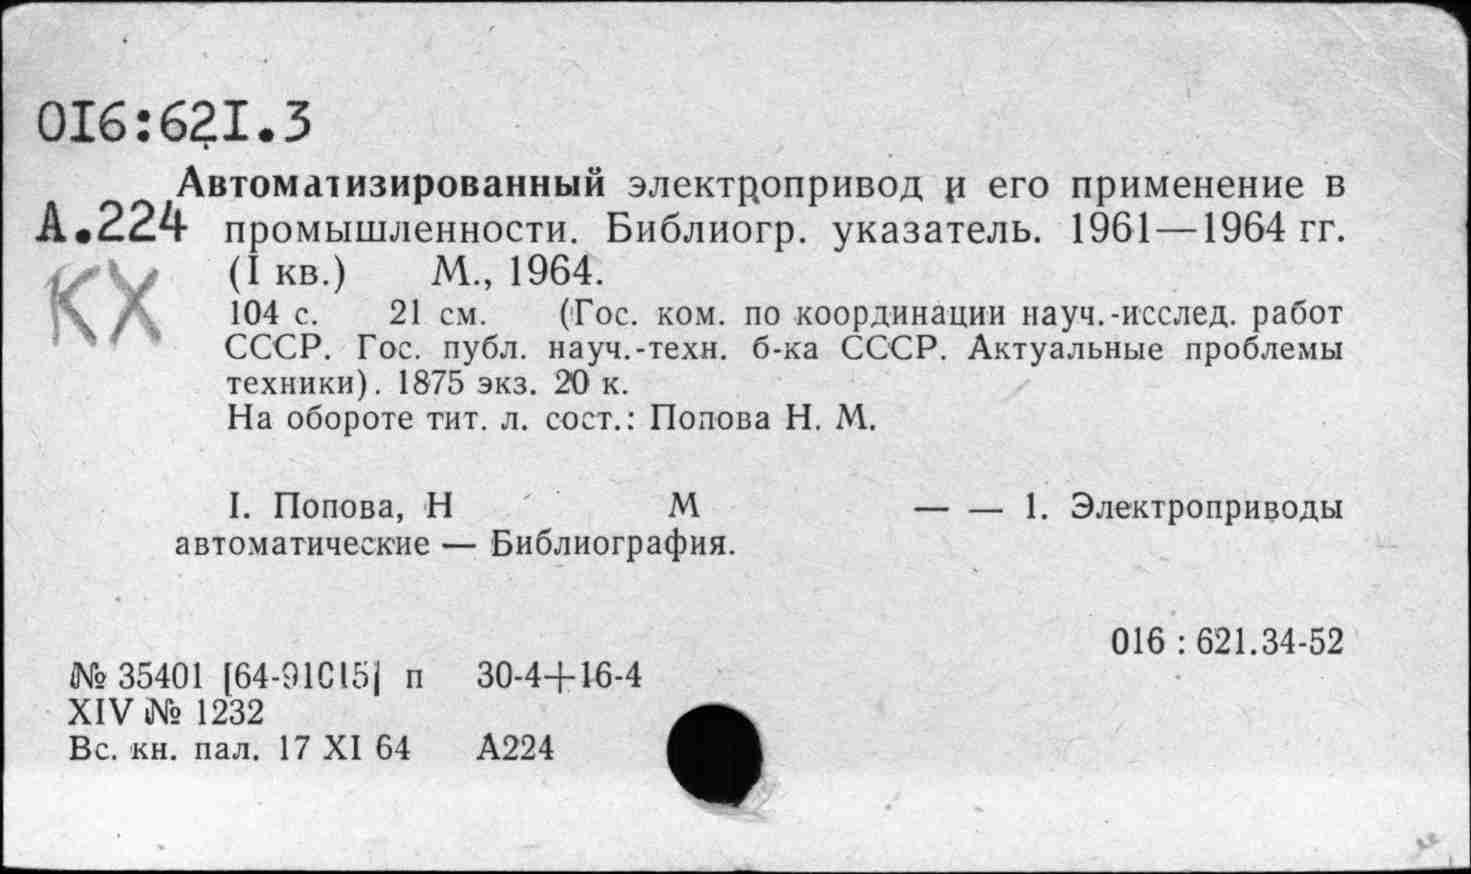 016:621.3
Автоматизированный электропривод и его применение в
А.224 промышленности. Библиогр. указатель. 1961—1964 гг.
КХ (I кв.) М., 1964.
104 с. 21 см. (Гос. ком. по координации науч.-исслед. работ
СССР. Гос. публ. науч.-техн. б-ка СССР. Актуальные проблемы
техники). 1875 экз. 20 к.
На обороте тит. л. сост.: Попова Н. М.
I. Попова, Н М — — 1. Электроприводы
автоматические — Библиография.
016 : 621.34-52
№ 35401 [64-91015] п 30-4+16-4
XIV № 1232
Вс. кн. пал. 17 XI 64 А224